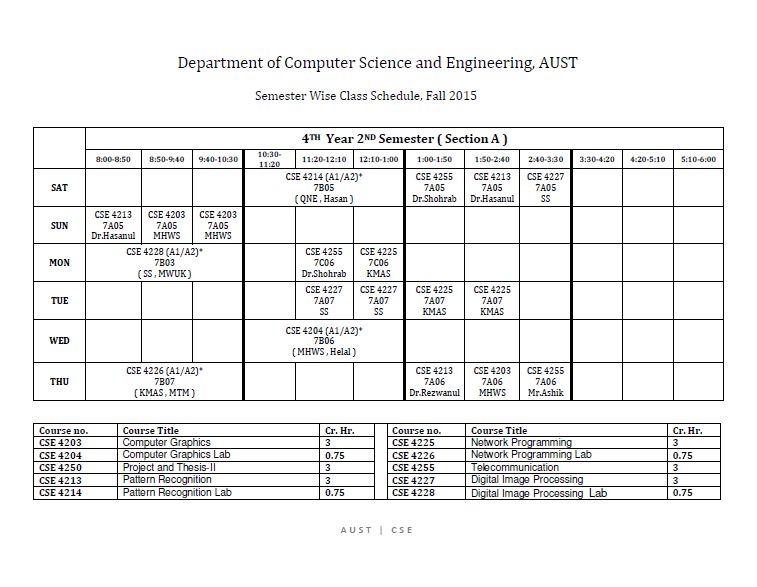 Department of Computer Science and Engineering, AUST
Semester Wise Class Schedule, Fall 2015
4TH Year 2ND Semester ( Section A )
8:00-8:50 8:50-9:40 9:40-10:30 10:30-11:20 11:20-12:10 12:10-1:00 1:00-1:50 1:50-2:40 2:40-3:30 3:30-4:20 4:20-5:10 5:10-6:00
SAT
CSE 4214 (A1/A2)* CSE 4255 CSE 4213 CSE 4227
7B05 7A05 7A05 7A05
( QNE , Hasan ) Dr.Shohrab Dr.Hasanul SS
SUN
CSE 4213 CSE 4203 CSE 4203
7A05 7A05 7A05
Dr.Hasanul MHWS MHWS
MON
CSE 4228 (A1/A2)* CSE 4255 CSE 4225
7B03 7C06 7C06
( SS , MWUK ) Dr.Shohrab KMAS
TUE
CSE 4227 CSE 4227 CSE 4225 CSE 4225
7A07 7A07 7A07 7A07
SS SS KMAS KMAS
WED
CSE 4204 (A1/A2)*
7B06
(MHWS , Helal )
THU
CSE 4226 (A1/A2)* CSE 4213 CSE 4203 CSE 4255
7B07 7A06 7A06 7A06
( KMAS , MTM ) Dr.Rezwanul MHWS Mr.Ashik
Course no. Course Title Cr. Hr.
CSE 4203 Computer Graphics 3
CSE 4204 Computer Graphics Lab 0.75
CSE 4250 Project and Thesis-II 3
CSE 4213 Pattern Recognition 3
CSE 4214 Pattern Recognition Lab 0.75
Course no. Course Title Cr. Hr.
CSE 4225 Network Programming 3
CSE 4226 Network Programming Lab 0.75
CSE 4255 Telecommunication 3
CSE 4227 Digital Image Processing 3
CSE 4228 Digital Image Processing Lab 0.75
AUST | CSE